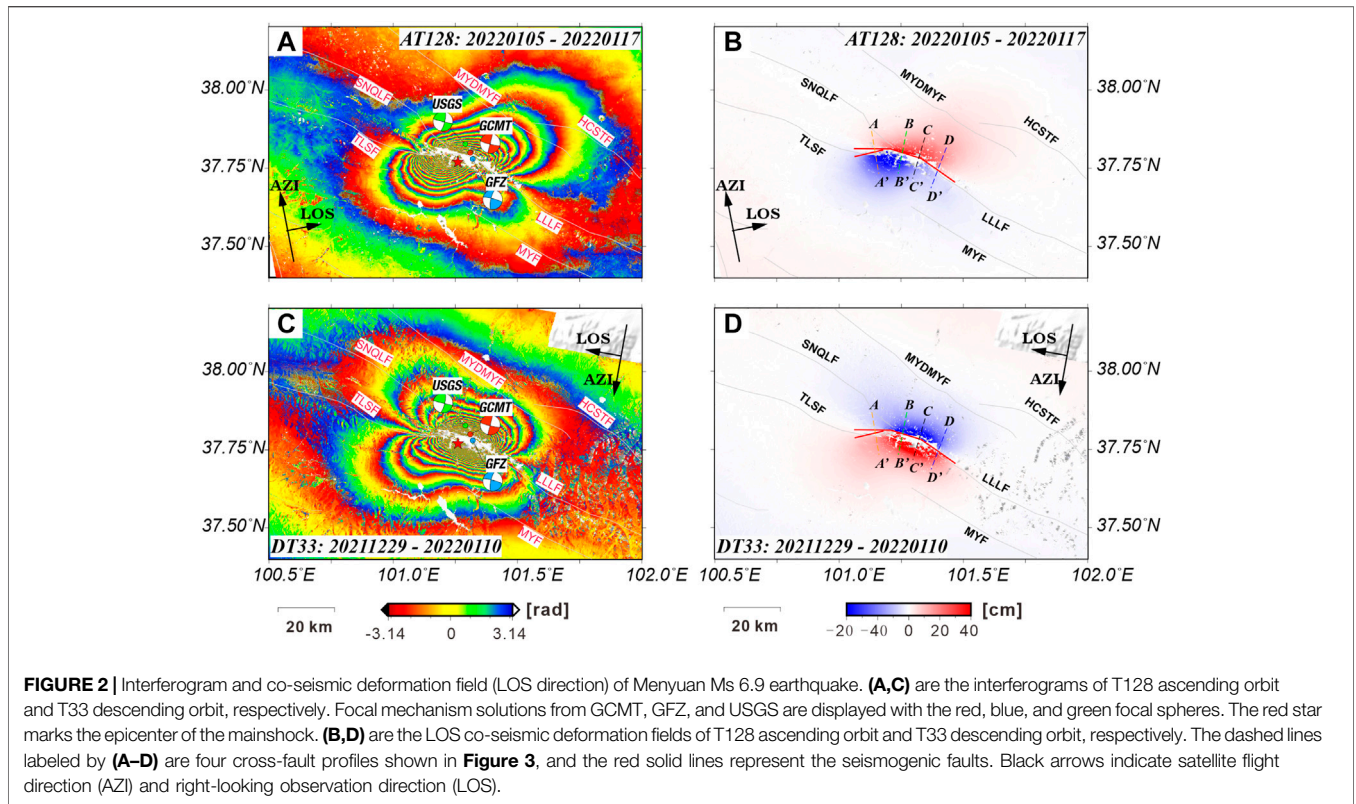 A
AT128: 20220105 - 20220117
38.00°N
37.75°N
37.50°N
SNQLF
MYDMYF
USGS
GCMT
HCSTF
TLSF
GFZ
AZI
LOS
LLLF
MYF
B
AT128: 20220105 - 20220117
38.00°N
37.75°N
37.50°N
SNQLF
MYDMYF
HCSTF
A
B
C
D
TLSF
A'
B'
C'
D'
AZI
LOS
LLLF
MYF
C
38.00°N
37.75°N
37.50°N
LOS
AZI
SNQLF
MYDMYF
USGS
GCMT
HCSTF
TLSF
GFZ
LLLF
MYF
DT33: 20211229 - 20220110
100.5°E
101.0°E
101.5°E
102.0°E
D
38.00°N
37.75°N
37.50°N
LOS
AZI
SNQLF
MYDMYF
HCSTF
A
B
C
D
TLSF
A'
B'
C'
D'
LLLF
MYF
DT33: 20211229 - 20220110
100.5°E
101.0°E
101.5°E
102.0°E
20 km
[rad]
-3.14 0 3.14
20 km
[cm]
-20 -40 0 20 40
FIGURE 2 | Interferogram and co-seismic deformation field (LOS direction) of Menyuan Ms 6.9 earthquake. (A,C) are the interferograms of T128 ascending orbit
and T33 descending orbit, respectively. Focal mechanism solutions from GCMT, GFZ, and USGS are displayed with the red, blue, and green focal spheres. The red star
marks the epicenter of the mainshock. (B,D) are the LOS co-seismic deformation fields of T128 ascending orbit and T33 descending orbit, respectively. The dashed lines
labeled by (A–D) are four cross-fault profiles shown in Figure 3, and the red solid lines represent the seismogenic faults. Black arrows indicate satellite flight
direction (AZI) and right-looking observation direction (LOS).